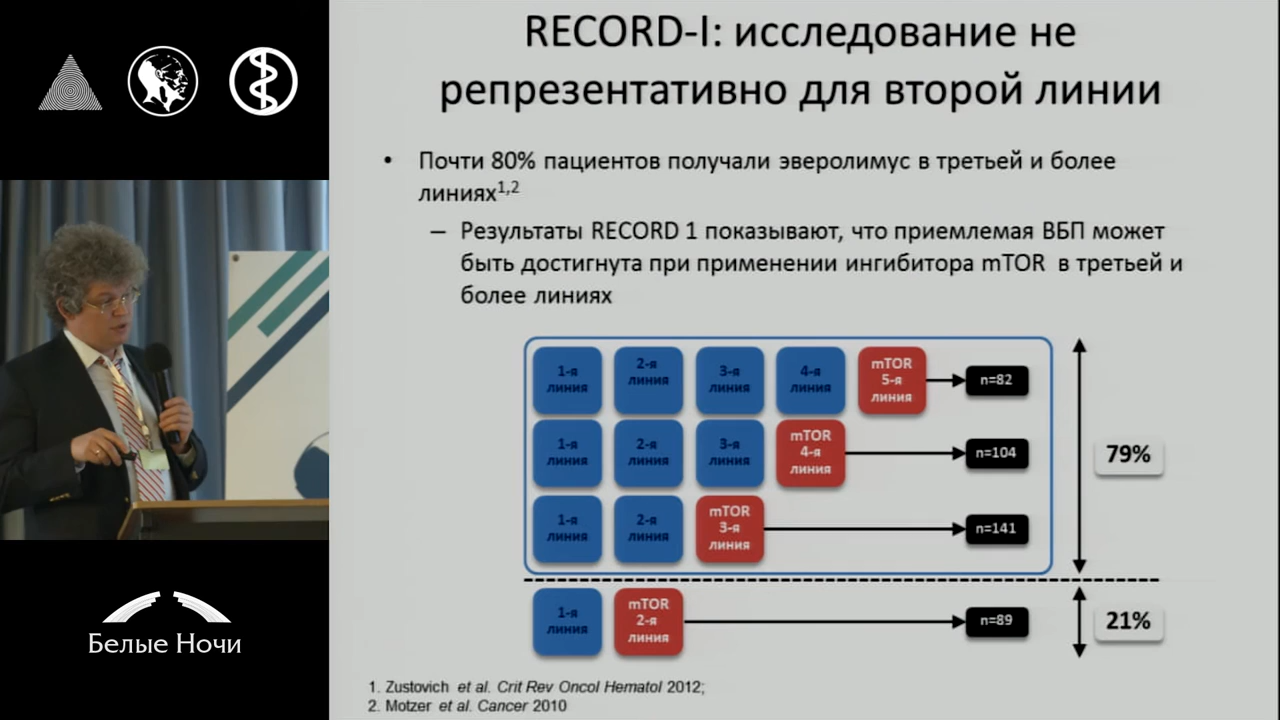 RECORD-I: исследование не
репрезентативно для второй линии
• Почти 80% пациентов получали эверолимус в третьей и более
линиях1,2
– Результаты RECORD 1 показывают, что приемлемая ВБП может
быть достигнута при применении ингибитора mTOR в третьей и
более линиях
1-я
линия
2-я
линия
3-я
линия
4-я
линия
mTOR
5-я
линия
n=82
1-я
линия
2-я
линия
3-я
линия
mTOR
4-я
линия
n=104
79%
1-я
линия
2-я
линия
mTOR
3-я
линия
n=141
1-я
линия
mTOR
2-я
линия
n=89
21%
1. Zustovich et al. Crit Rev Oncol Hematol 2012;
2. Motzer et al. Cancer 2010
Белые Ночи